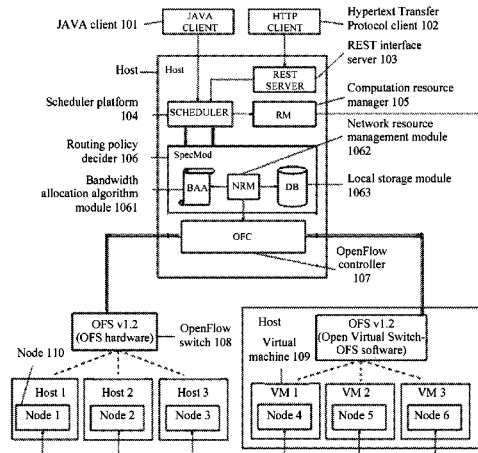 JAVA client 101
JAVA
CLIENT
HTTP
CLIENT
Hypertext Transfer
Protocol client 102
REST interface
server 103
Host
Host
REST
SERVER
Computation resource
manager 105
Scheduler platform
104
SCHEDULER
RM
Network resource
management module
1062
Routing policy
decider 106
SpecMod
Bandwidth
allocation algorithm
module 1061
BAA
NRM
DB
Local storage module
1063
OFC
OpenFlow
controller
107
OFS v1.2
(OFS hardware)
OpenFlow
switch 108
Host
Virtual
machine 109
OFS v1.2
(Open Virtual Switch-
OFS software)
Node 110
Host 1
Node 1
Host 2
Node 2
Host 3
Node 3
VM 1
Node 4
VM 2
Node 5
VM 3
Node 6